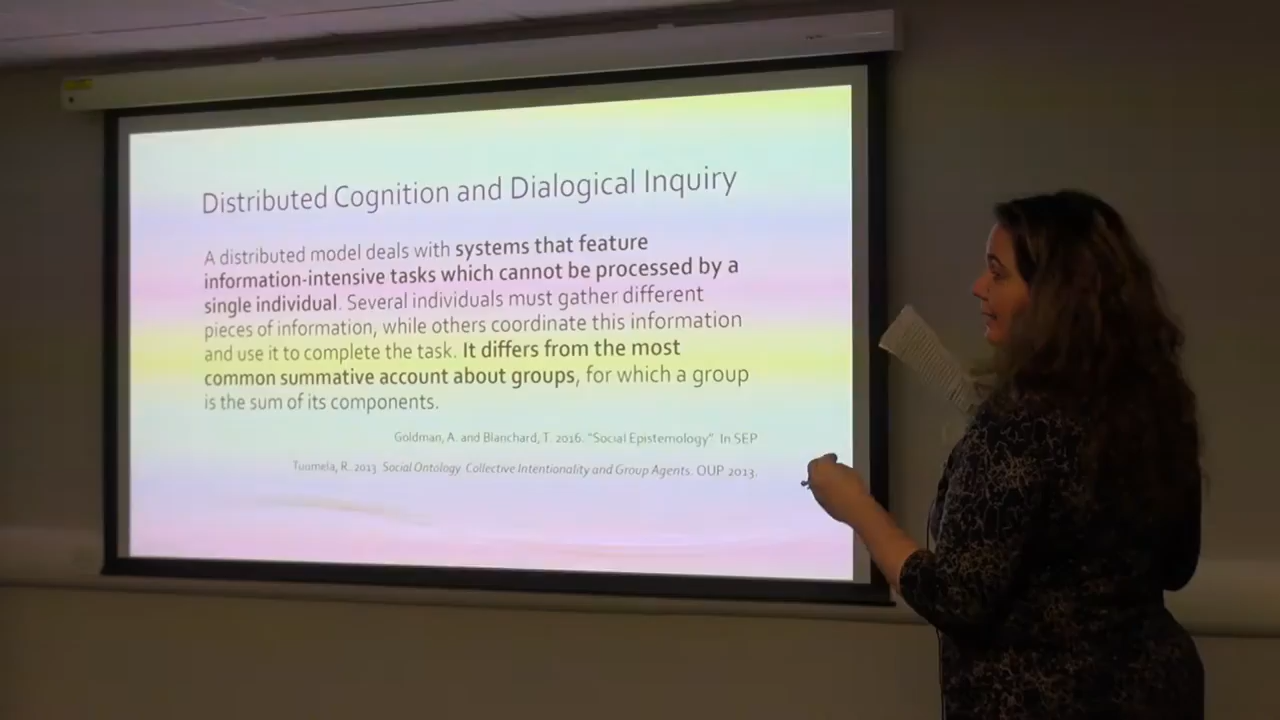 Distributed Cognition and Dialogical Inquiry
A distributed model deals with systems that feature
information-intensive tasks which cannot be processed by a
single individual. Several individuals must gather different
pieces of information, while others coordinate this information
and use it to complete the task. It differs from the most
common summative account about groups, for which a group
is the sum of its components.
Goldman, A. and Blanchard, T. 2016. “Social Epistemology” In SEP
Tuomela, R. 2013 Social Ontology. Collective Intentionality and Group Agents. OUP 2013.